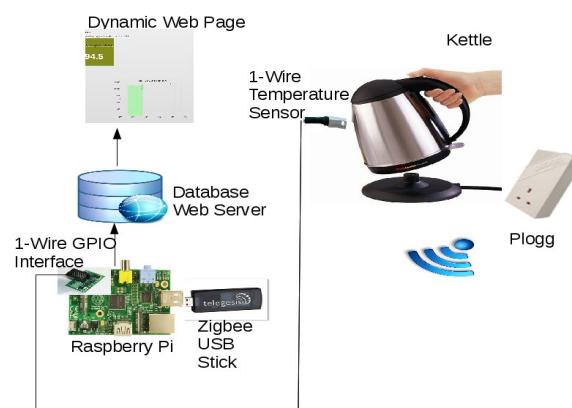 Dynamic Web Page
94.5
Kettle
1-Wire
Temperature
Sensor
Plogg
Database
Web Server
1-Wire GPIO
Interface
telegesis
Raspberry Pi
Zigbee
USB
Stick